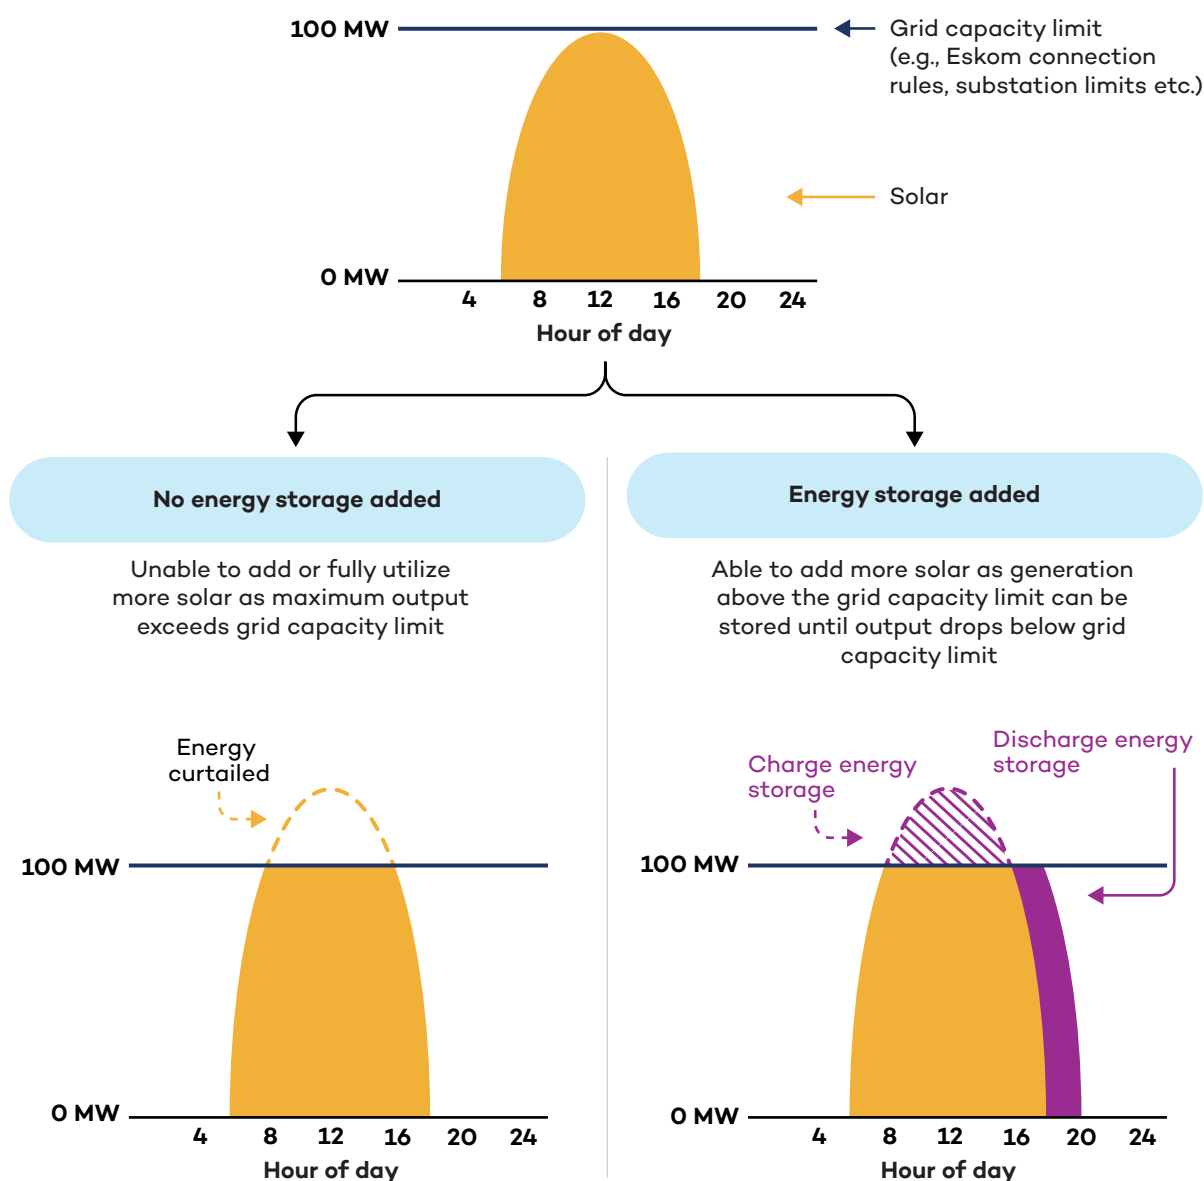 100 MW
Grid capacity limit
(e.g., Eskom connection
rules, substation limits etc.)
Solar
0 MW
4 8 12 16 20 24
Hour of day
No energy storage added
Unable to add or fully utilize
more solar as maximum output
exceeds grid capacity limit
Energy
curtailed
100 MW
0 MW
4 8 12 16 20 24
Hour of day
Energy storage added
Able to add more solar as generation
above the grid capacity limit can be
stored until output drops below grid
capacity limit
Discharge energy
storage
Charge energy
storage
100 MW
0 MW
4 8 12 16 20 24
Hour of day